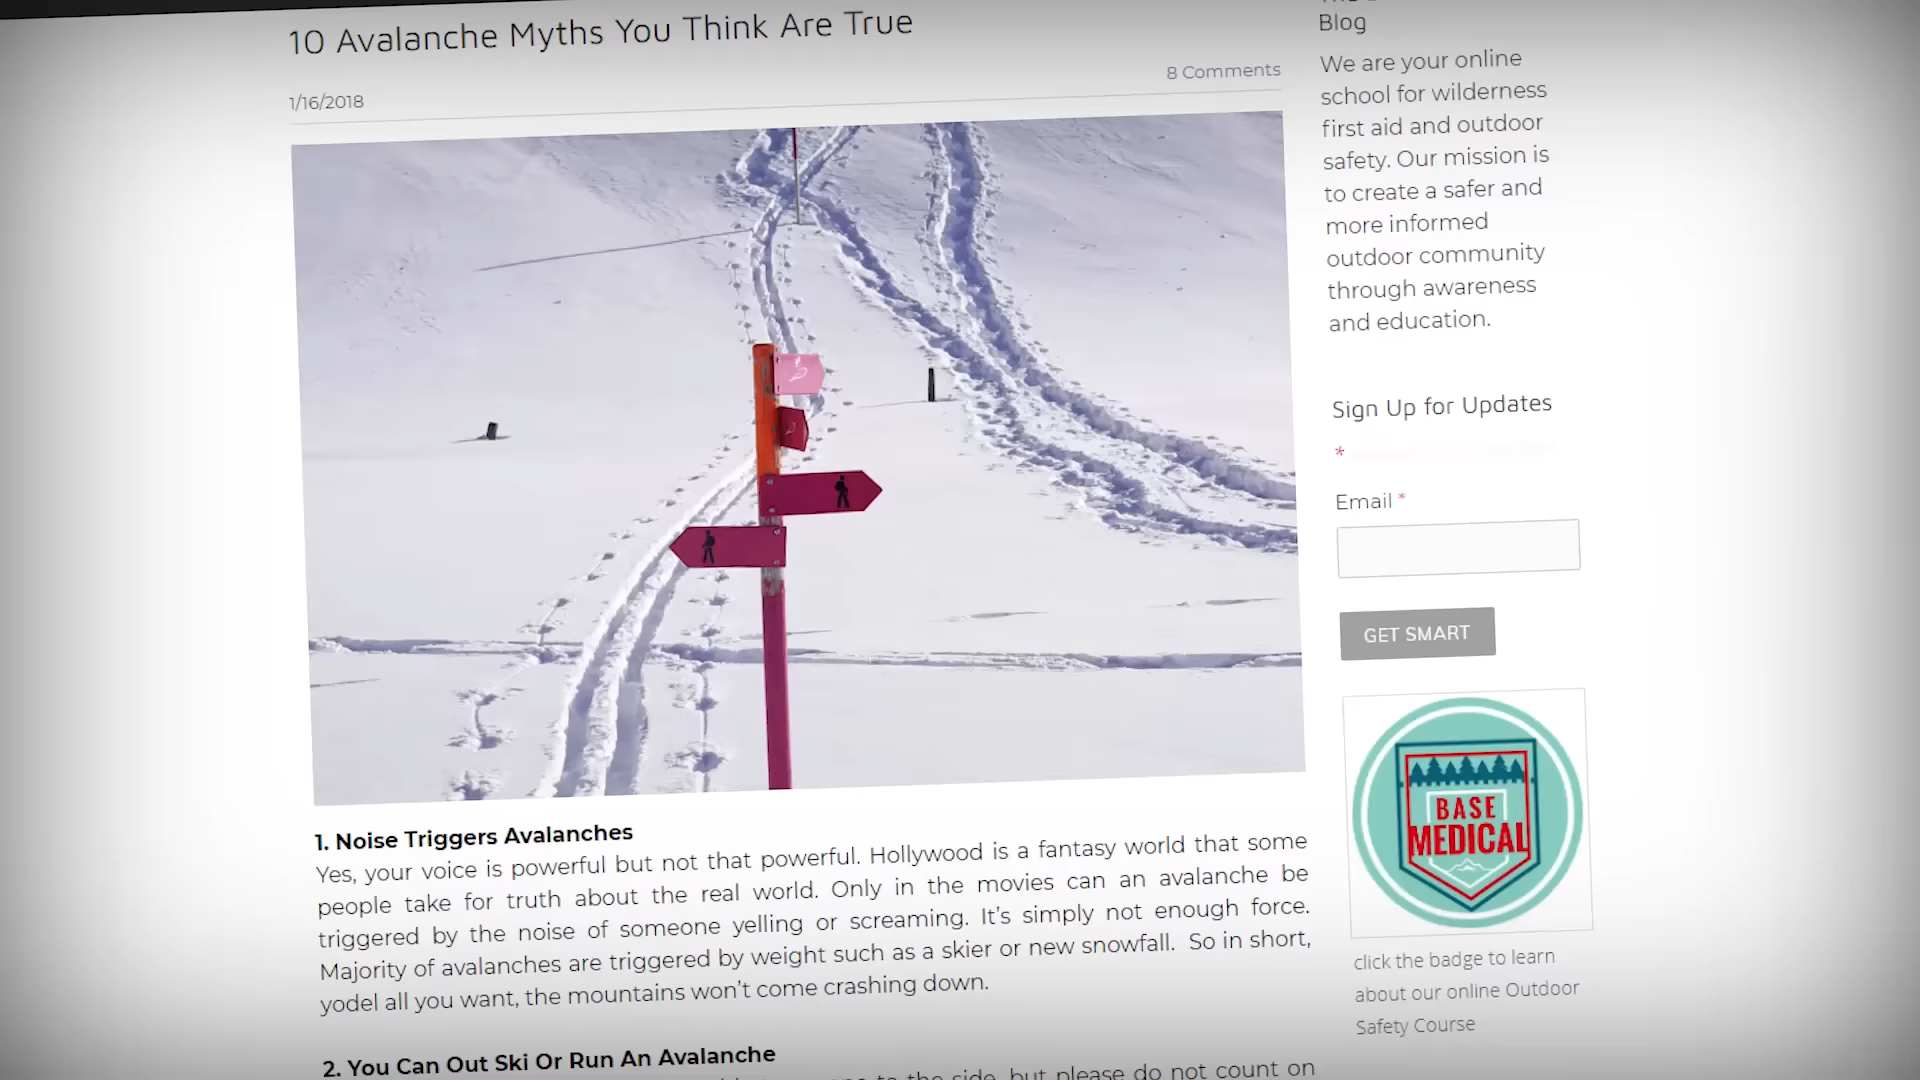 10 Avalanche Myths You Think Are True
8 Comments
1/16/2018
1. Noise Triggers Avalanches
Yes, your voice is powerful but not that powerful. Hollywood is a fantasy world that some
people take for truth about the real world. Only in the movies can an avalanche be
triggered by the noise of someone yelling or screaming. It's simply not enough force.
Majority of avalanches are triggered by weight such as a skier or new snowfall. So in short,
yodel all you want, the mountains won't come crashing down.
2. You Can Out Ski Or Run An Avalanche
to the side, but please do not count on
Blog
We are your online
school for wilderness
first aid and outdoor
safety. Our mission is
to create a safer and
more informed
outdoor community
through awareness
and education.
Sign Up for Updates
*
Email *
GET SMART
BASE
MEDICAL
click the badge to learn
about our online Outdoor
Safety Course